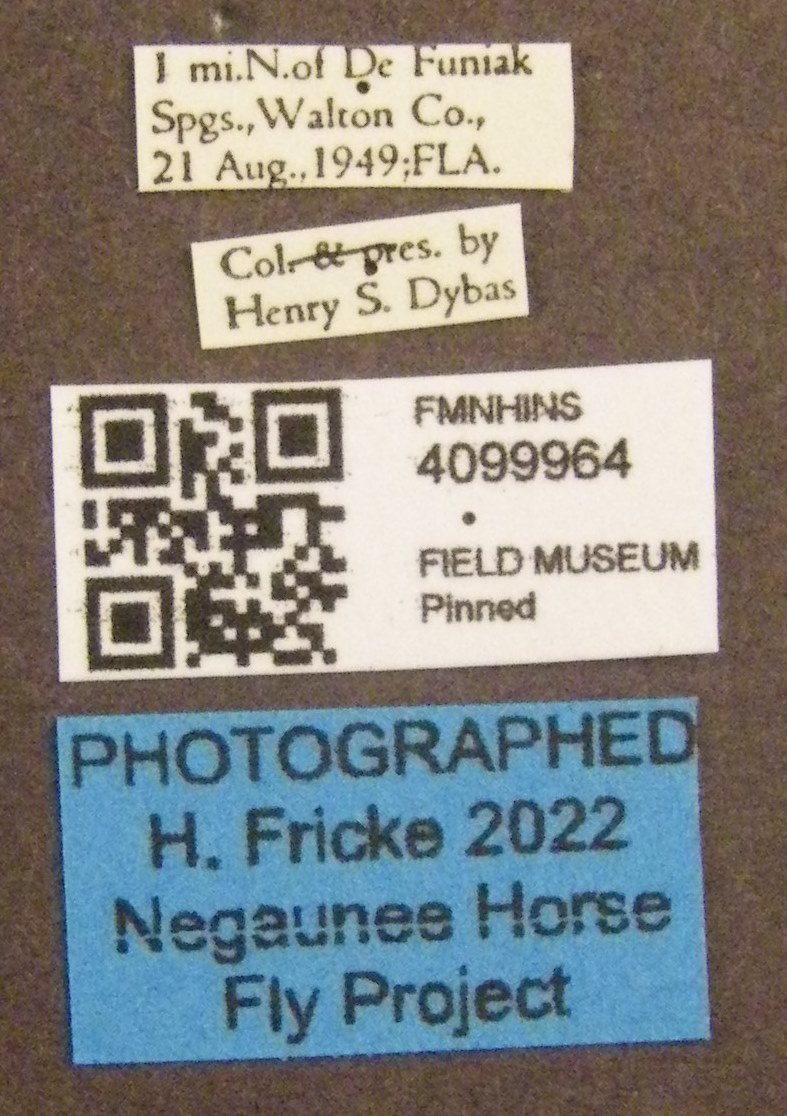 1 mi.N.of De Funiak
Spgs.,Walton Co.,
21 Aug.,1949;FLA.
Col. & pres. by
Henry S. Dybas
FMNHINS
4099964
FIELD MUSEUM
Pinned
PHOTOGRAPHED
H. Fricke 2022
Negaunee Horse
Fly Project